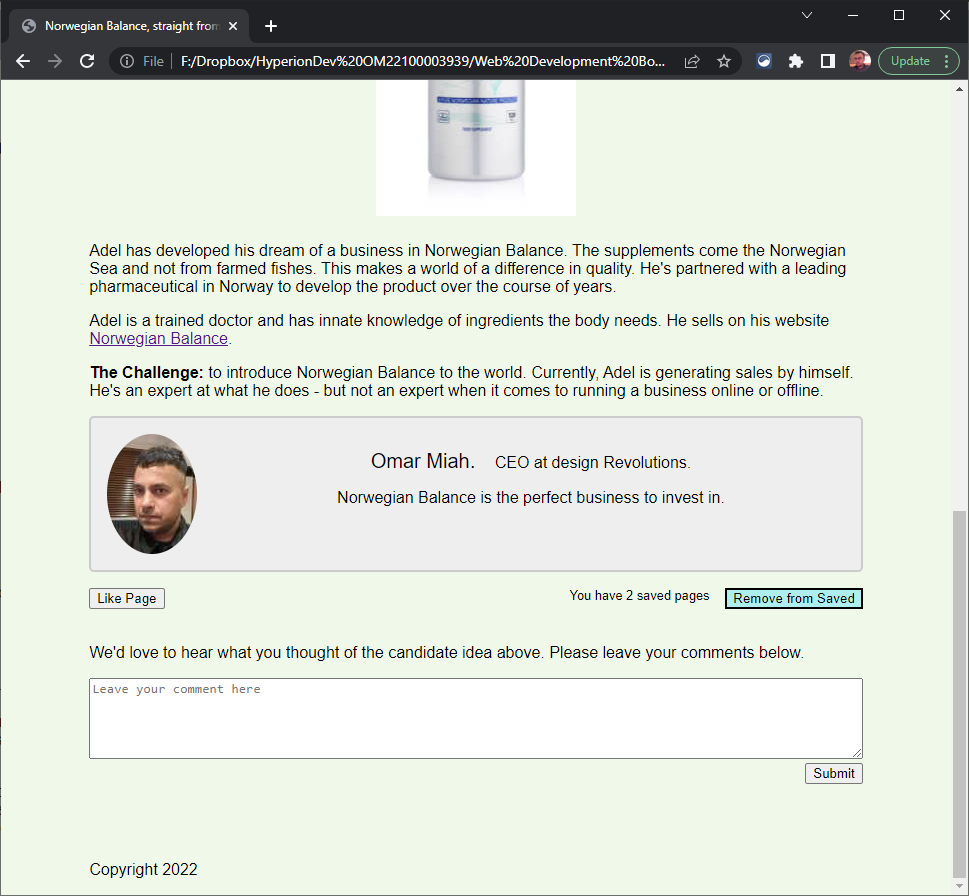 Norwegian Balance, straight from
File
F:/Dropbox/HyperionDev%20OM22100003939/Web%20Development%20Bo...
Update
Adel has developed his dream of a business in Norwegian Balance. The supplements come the Norwegian
Sea and not from farmed fishes. This makes a world of a difference in quality. He's partnered with a leading
pharmaceutical in Norway to develop the product over the course of years.
Adel is a trained doctor and has innate knowledge of ingredients the body needs. He sells on his website
Norwegian Balance.
The Challenge: to introduce Norwegian Balance to the world. Currently, Adel is generating sales by himself.
He's an expert at what he does - but not an expert when it comes to running a business online or offline.
Omar Miah. CEO at design Revolutions.
Norwegian Balance is the perfect business to invest in.
Like Page
You have 2 saved pages
Remove from Saved
We'd love to hear what you thought of the candidate idea above. Please leave your comments below.
Leave your comment here
Submit
Copyright 2022